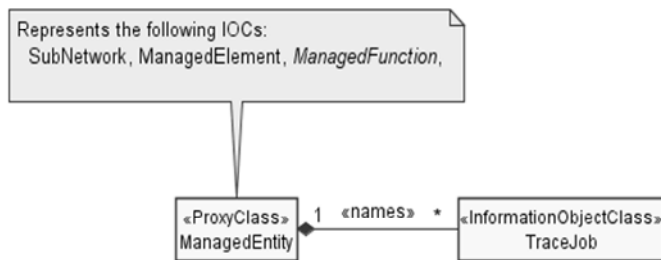 Represents the following IOCs:
SubNetwork, ManagedElement, ManagedFunction,
«ProxyClass»
ManagedEntity
1 «names» *
«InformationObjectClass»
TraceJob